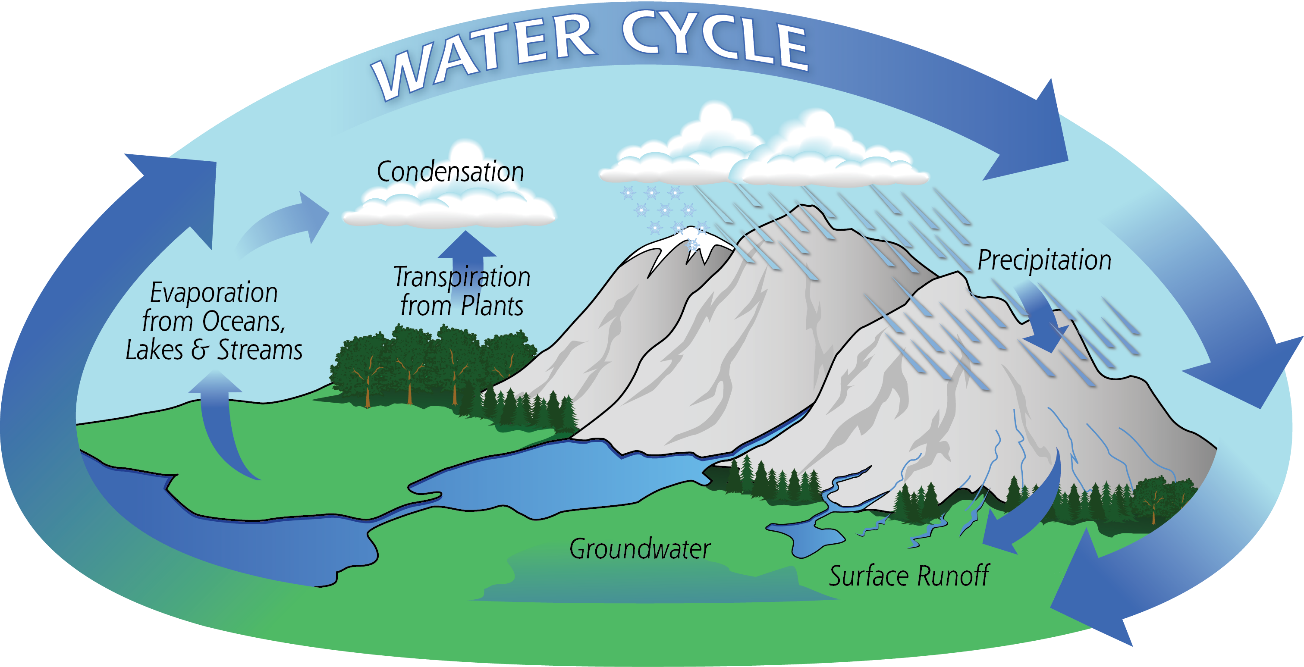 WATER CYCLE
Condensation
Precipitation
Transpiration
from Plants
Evaporation
from Oceans,
Lakes & Streams
Groundwater
Surface Runoff